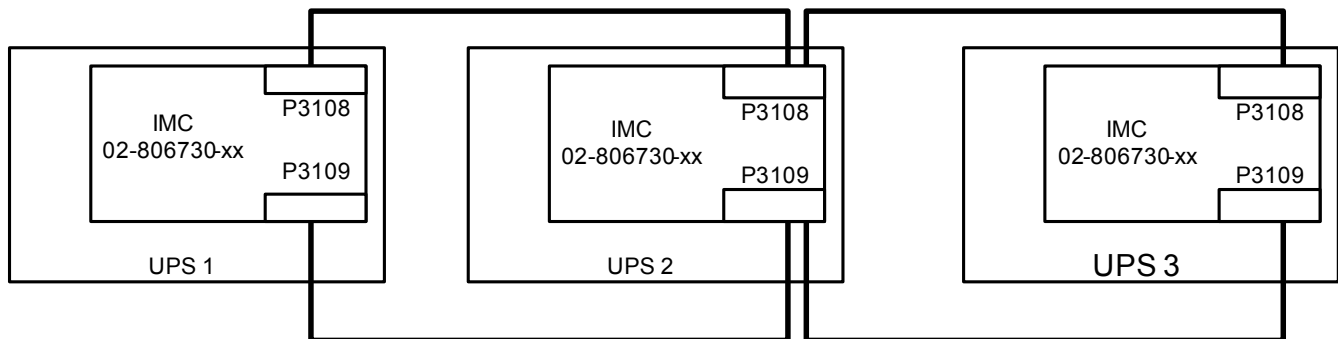 P3108
IMC
02-806730-xx
P3109
UPS 1
P3108
IMC
02-806730-xx
P3109
UPS 2
P3108
IMC
02-806730-xx
P3109
UPS 3